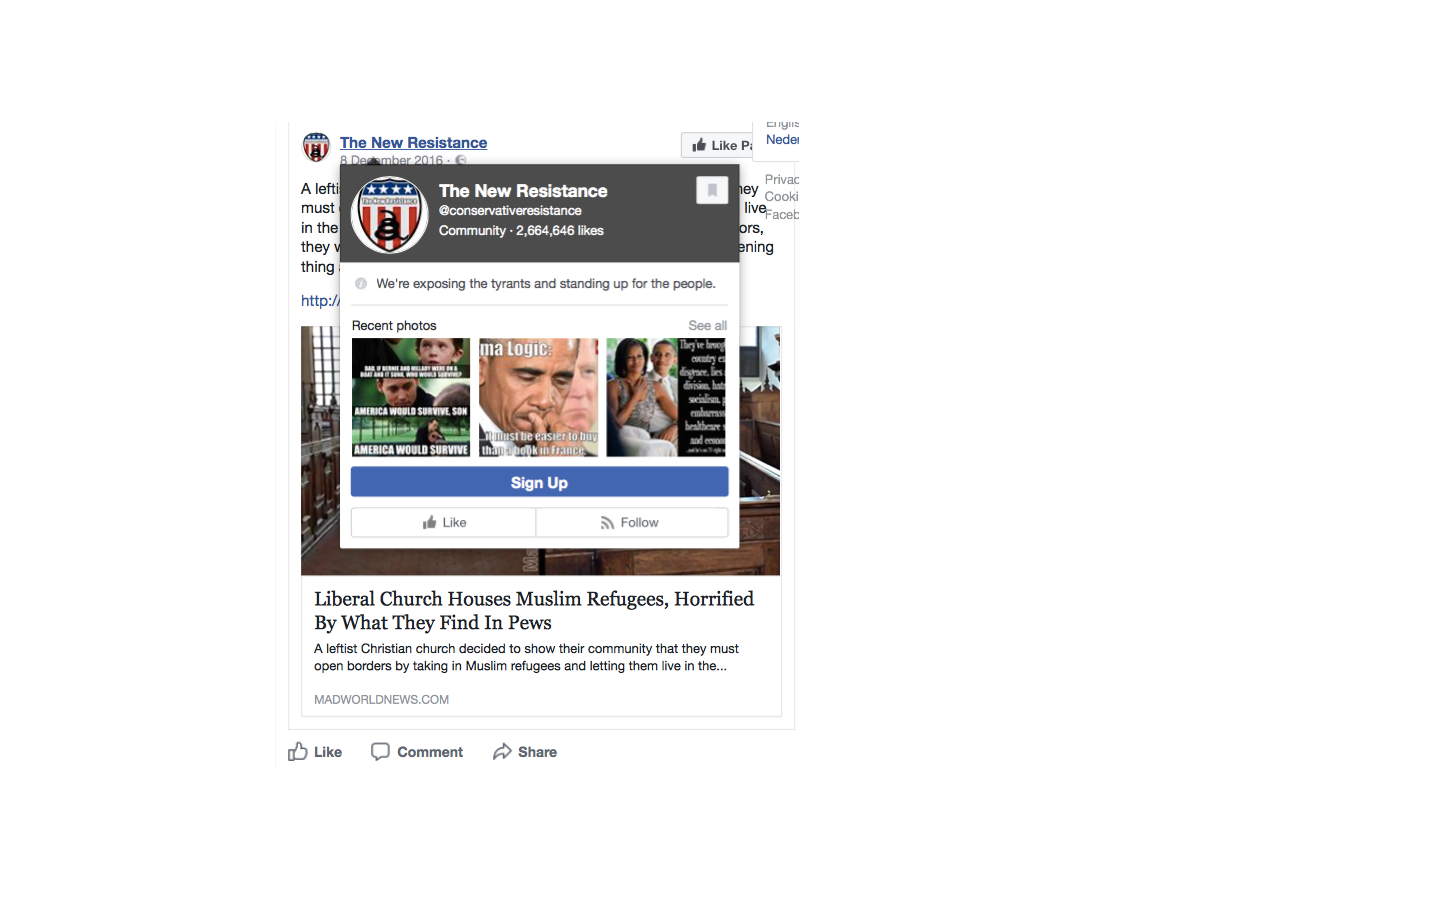 The New Resistance
Like Pa
8 December 2016 ·
Englis
Neder
Privac
Cooki
Faceb
A lefti
ey
must
live
in the
ors,
they w
ening
thing a
http:/
The New Resistance
The New Resistance
@conservativeresistance
Community · 2,664,646 likes
We're exposing the tyrants and standing up for the people.
Recent photos
See all
DAD, IF BERNIE AND HILLARY WERE ON A
BOAT AND IT SUNK, WHO WOULD SURVIVE?
AMERICA WOULD SURVIVE, SON
AMERICA WOULD SURVIVE
ma Logic:
...it must be easier to buy
than a book in France.
They've broug
country
disgrace, lies
division, hat
socialism, p
embarrass
healthcare
and econo
Sign Up
Like
Follow
Ma
Liberal Church Houses Muslim Refugees, Horrified
By What They Find In Pews
A leftist Christian church decided to show their community that they must
open borders by taking in Muslim refugees and letting them live in the...
MADWORLDNEWS.COM
Like
Comment
Share